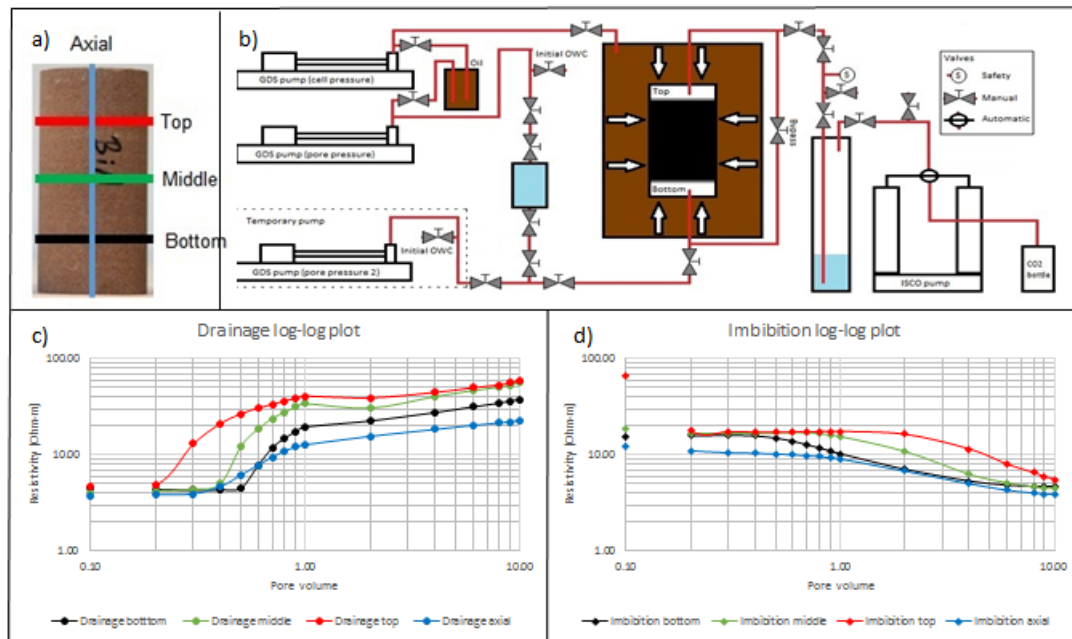 a)
Axial
Top
Middle
Bottom
b)
GDS pump (cell pressure)
Oil
Initial OWC
GDS pump (pore pressure)
Temporary pump
Initial OWC
GDS pump (pore pressure 2)
Top
Bottom
Bypass
S
Valves
S Safety
Manual
Automatic
ISCO pump
CO2
bottle
c)
Drainage log-log plot
100.00
10.00
1.00
Resistivity [Ohm-m]
0.10 1.00 10.00
Pore volume
Drainage botttom Drainage middle Drainage top Drainage axial
d)
Imbibition log-log plot
100.00
10.00
1.00
Resistivity [Ohm-m]
0.10 1.00 10.00
Pore volume
Imbibition bottom Imbibition middle Imbibition top Imbibition axial